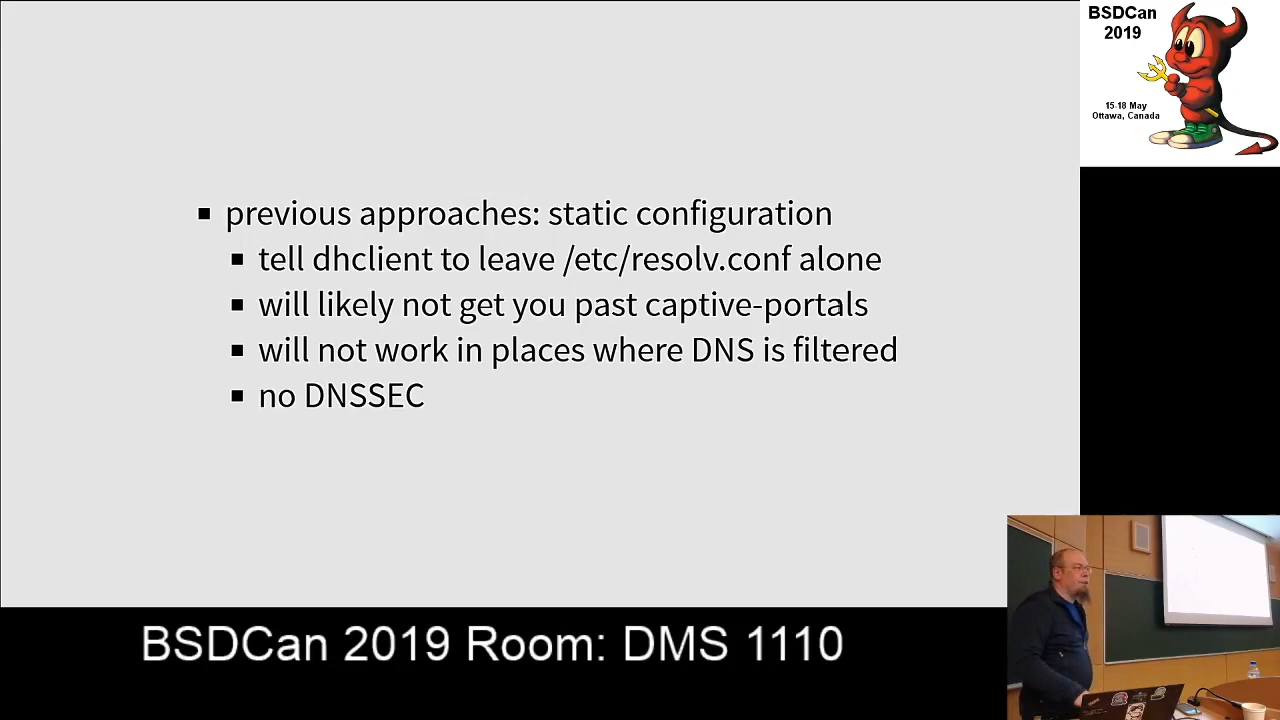 previous approaches: static configuration
tell dhclient to leave /etc/resolv.conf alone
will likely not get you past captive-portals
will not work in places where DNS is filtered
no DNSSEC
BSDCan
2019
15-18 May
Ottawa, Canada
BSDCan 2019 Room: DMS 1110